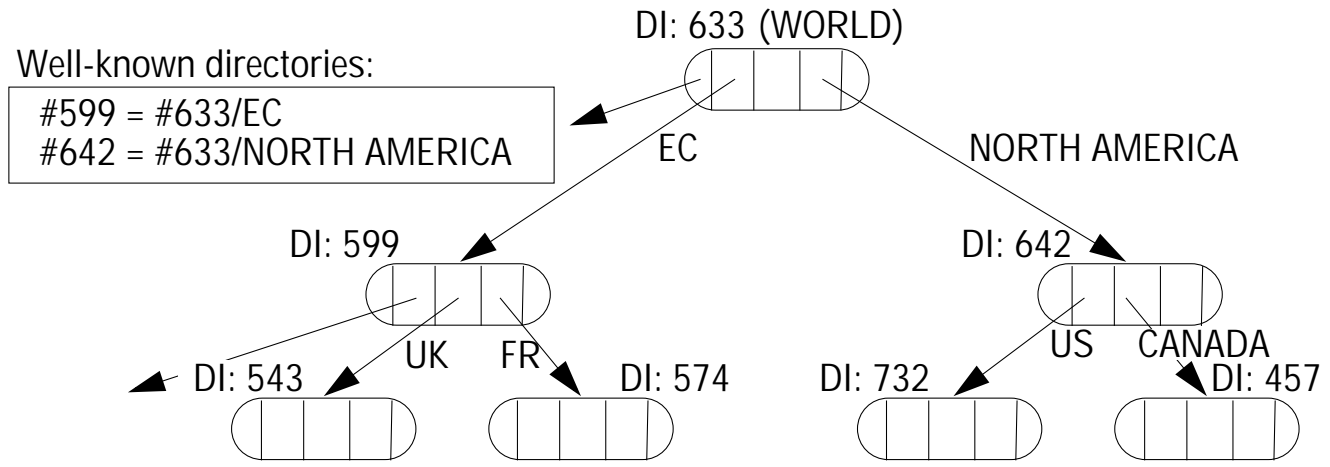 DI: 633 (WORLD)
Well-known directories:
#599 = #633/EC
#642 = #633/NORTH AMERICA
EC
NORTH AMERICA
DI: 599
DI: 642
UK
FR
US
CANADA
DI: 543
DI: 574
DI: 732
DI: 457